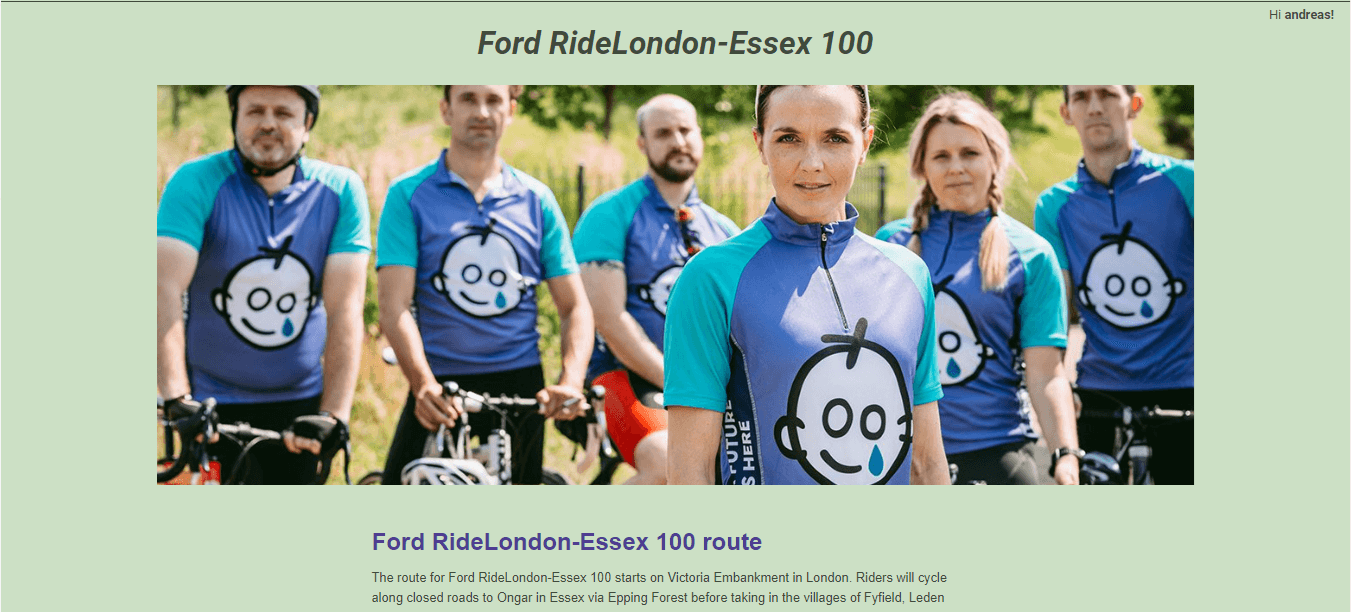 Hi andreas!
Ford RideLondon-Essex 100
FUTURE
IS HERE
Ford RideLondon-Essex 100 route
The route for Ford RideLondon-Essex 100 starts on Victoria Embankment in London. Riders will cycle
along closed roads to Ongar in Essex via Epping Forest before taking in the villages of Fyfield, Leden